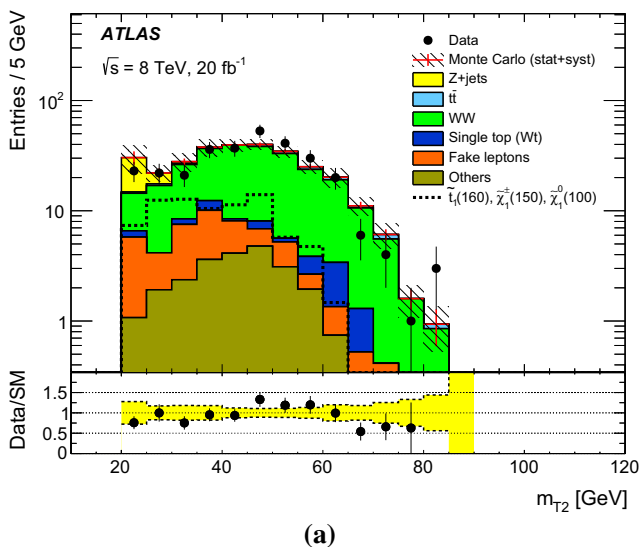 ATLAS
√s = 8 TeV, 20 fb⁻¹
Data
Monte Carlo (stat+syst)
Z+jets
tt̄
WW
Single top (Wt)
Fake leptons
Others
t̃₁(160), χ̃₁±(150), χ̃₁⁰(100)
Entries / 5 GeV
10²
10
1
Data/SM
1.5
1
0.5
0
20 40 60 80 100 120
m_T2 [GeV]
(a)